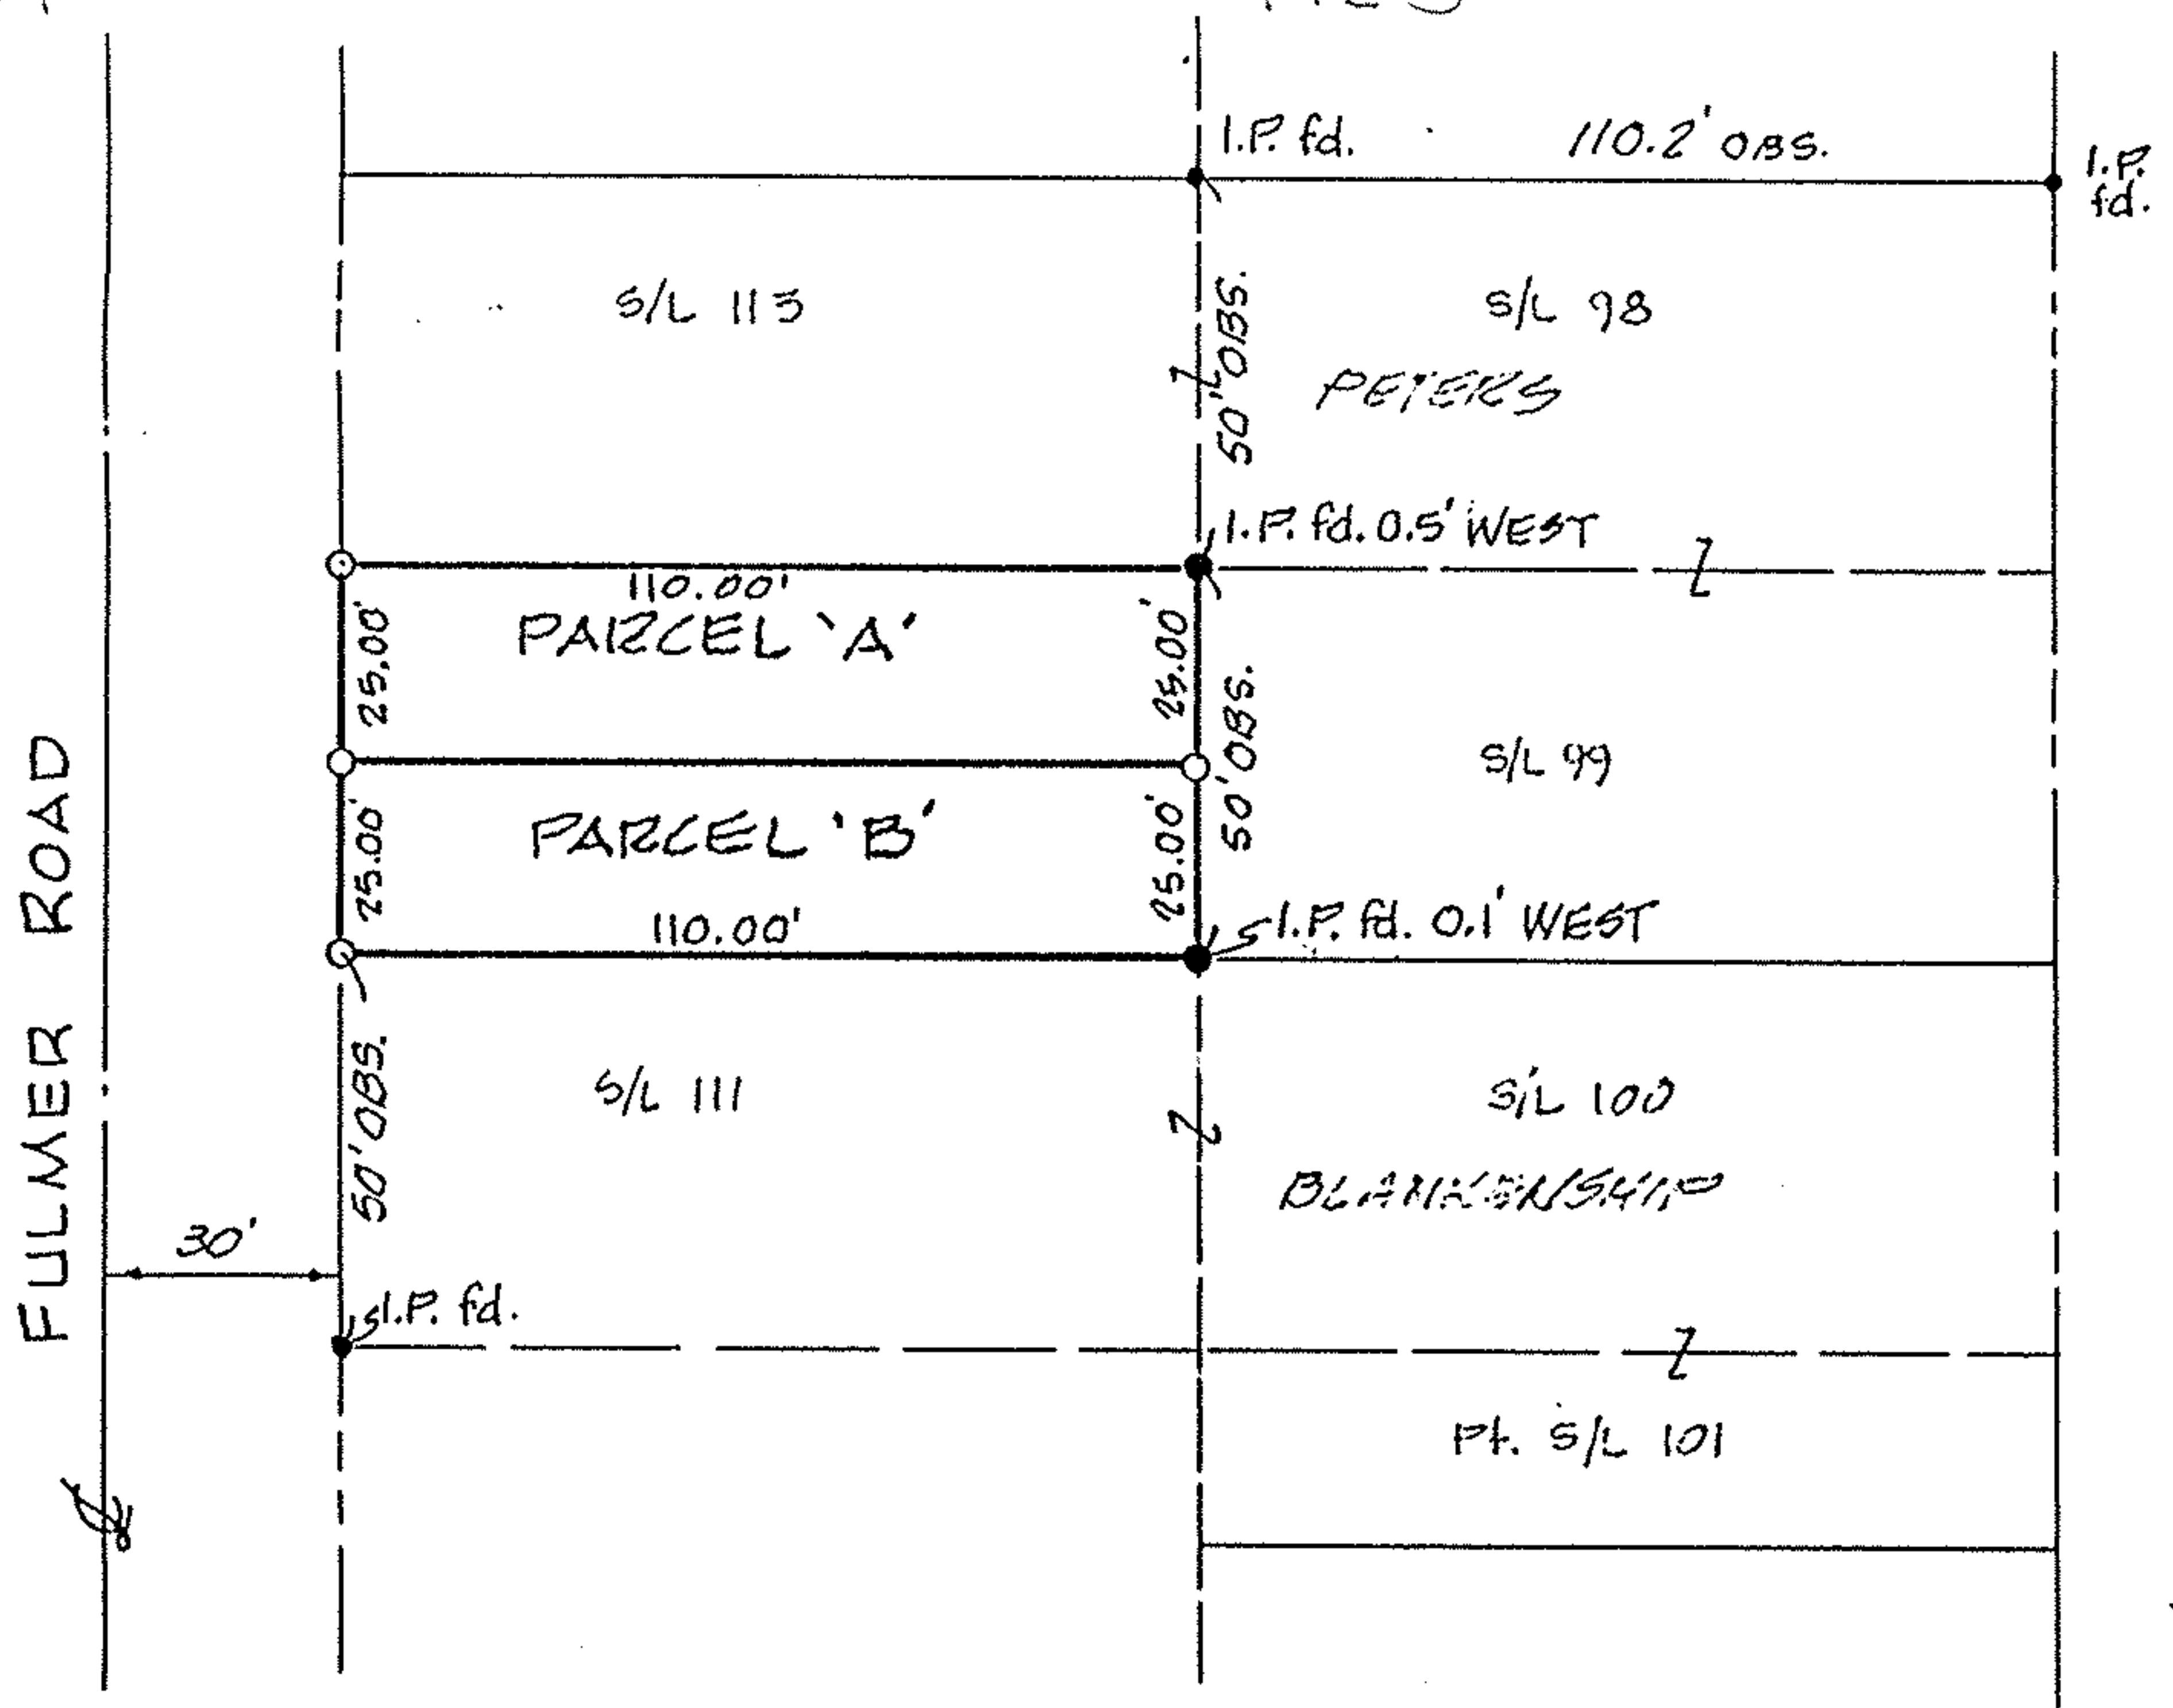 I.P. fd.
110.2' OBS.
I.P.
fd.
S/L 113
50' OBS.
S/L 98
PETERS
I.P. fd. 0.5' WEST
110.00'
PARCEL 'A'
25.00'
25.00'
50' OBS.
S/L 99
PARCEL 'B'
25.00'
25.00'
110.00'
I.P. fd. 0.1' WEST
FULMER ROAD
50' OBS.
S/L 111
S/L 100
BLANKENSHIP
30'
I.P. fd.
Pt. S/L 101